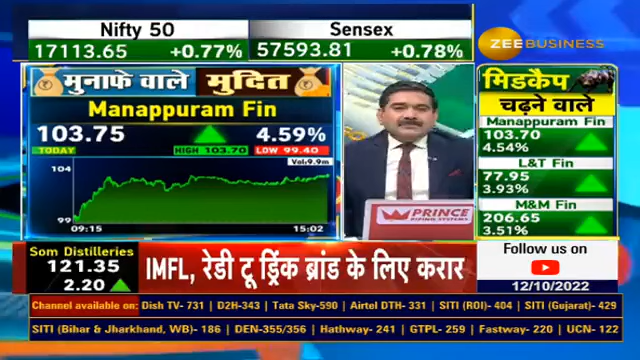 Nifty 50
17113.65 +0.77%
Sensex
57593.81 +0.78%
ZEE BUSINESS
मुनाफे वाले मुदित
Manappuram Fin
103.75 4.59%
TODAY HIGH 103.70 LOW 99.40
Vol:9.9m
104
99
09:15 15:02
PRINCE
PIPING SYSTEMS
मिडकैप
चढ़ने वाले
Manappuram Fin
103.70
4.54%
L&T Fin
77.95
3.93%
M&M Fin
206.65
3.51%
Som Distilleries
121.35
2.20
IMFL, रेडी टू ड्रिंक ब्रांड के लिए करार
Follow us on
12/10/2022
Channel available on: Dish TV- 731 | D2H-343 | Tata Sky-590 | Airtel DTH- 331 | SITI (ROI)- 404 | SITI (Gujarat)- 429
SITI (Bihar & Jharkhand, WB)- 186 | DEN-355/356 | Hathway- 241 | GTPL- 259 | Fastway- 220 | UCN- 122